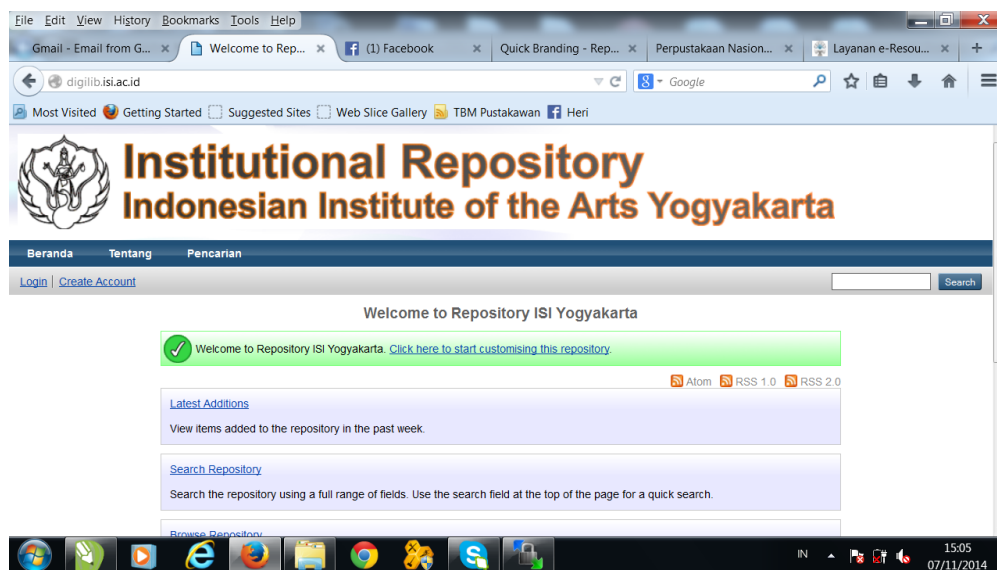 File Edit View History Bookmarks Tools Help
Gmail - Email from G... × Welcome to Rep... × (1) Facebook × Quick Branding - Rep... × Perpustakaan Nasion... × Layanan e-Resou... × +
digilib.isi.ac.id Google
Most Visited Getting Started Suggested Sites Web Slice Gallery TBM Pustakawan Heri
Institutional Repository
Indonesian Institute of the Arts Yogyakarta
Beranda Tentang Pencarian
Login | Create Account Search
Welcome to Repository ISI Yogyakarta
Welcome to Repository ISI Yogyakarta. Click here to start customising this repository.
Atom RSS 1.0 RSS 2.0
Latest Additions
View items added to the repository in the past week.
Search Repository
Search the repository using a full range of fields. Use the search field at the top of the page for a quick search.
Browse Repository
IN 15:05
07/11/2014